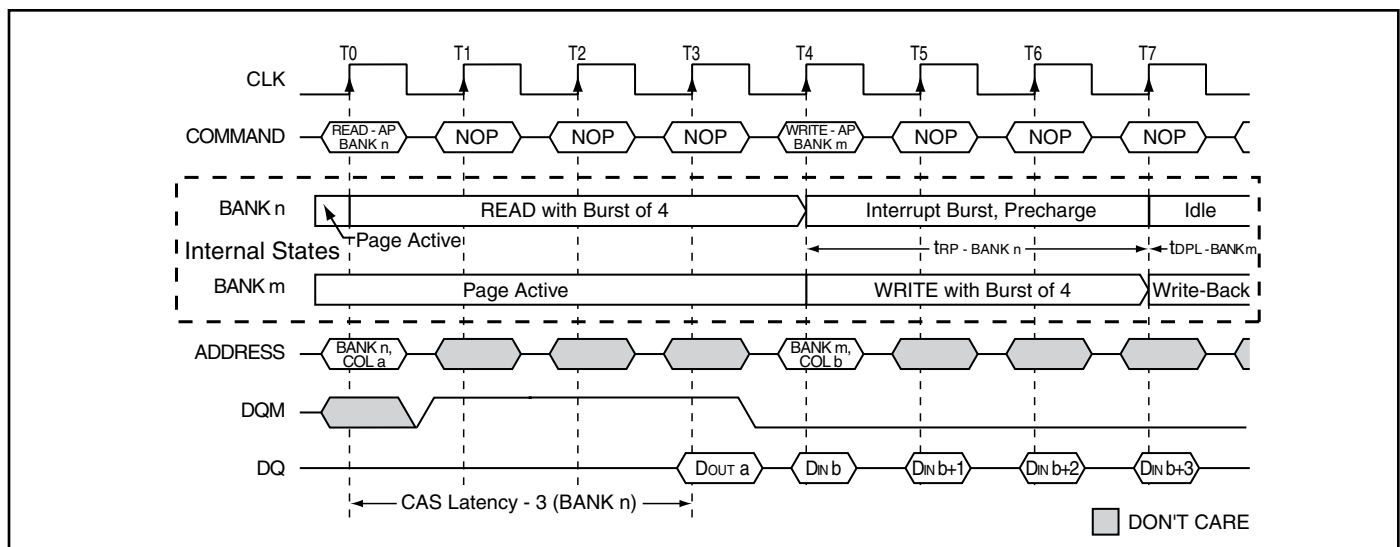 T0 T1 T2 T3 T4 T5 T6 T7
CLK
COMMAND READ - AP NOP NOP NOP WRITE - AP NOP NOP NOP
BANK n BANK m
BANK n READ with Burst of 4 Interrupt Burst, Precharge Idle
Page Active tRP - BANK n tDPL - BANK m
Internal States
BANK m Page Active WRITE with Burst of 4 Write-Back
ADDRESS BANK n, BANK m,
COL a COL b
DQM
DQ DOUT a DIN b DIN b+1 DIN b+2 DIN b+3
CAS Latency - 3 (BANK n)
DON'T CARE